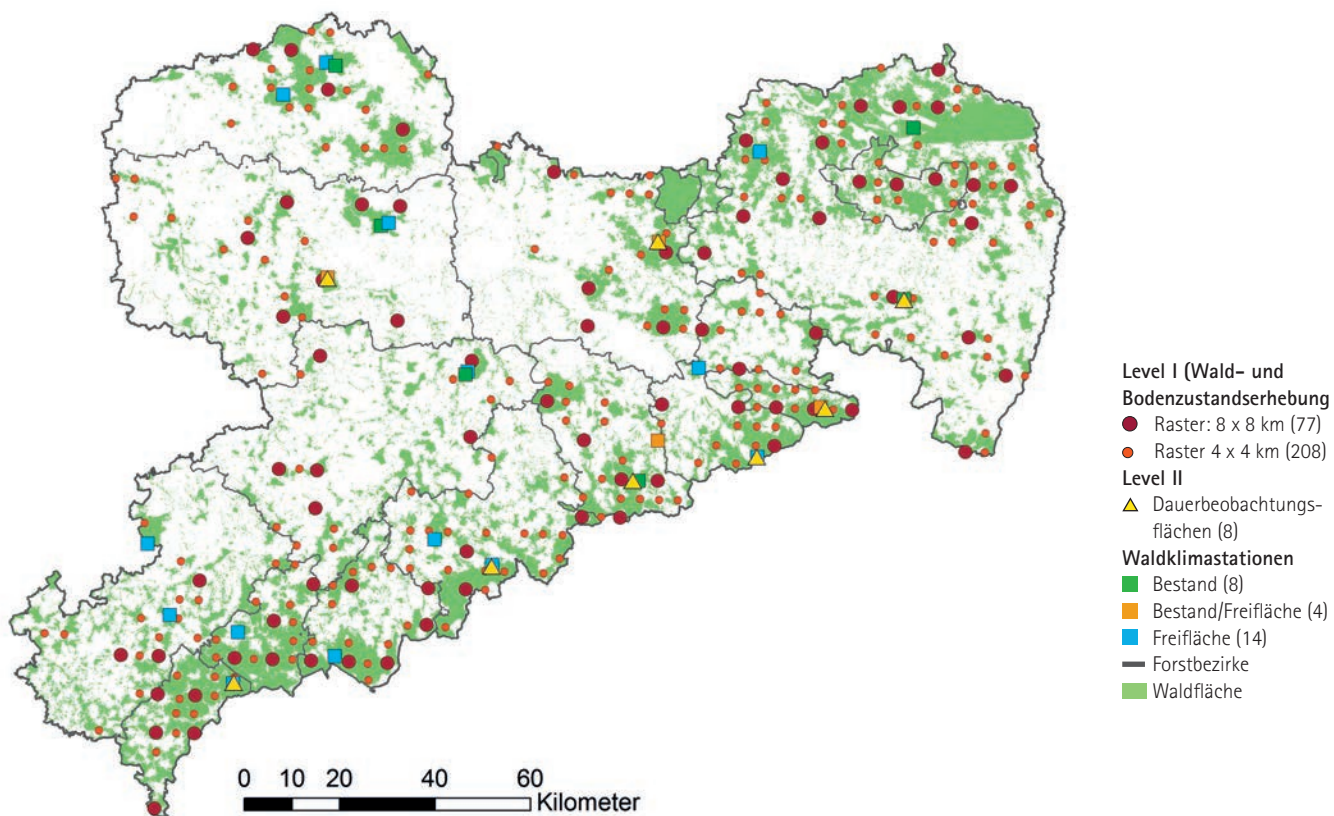 Level I (Wald- und
Bodenzustandserhebung
Raster: 8 x 8 km (77)
Raster 4 x 4 km (208)
Level II
Dauerbeobachtungs-
flächen (8)
Waldklimastationen
Bestand (8)
Bestand/Freifläche (4)
Freifläche (14)
Forstbezirke
Waldfläche
0 10 20 40 60
Kilometer